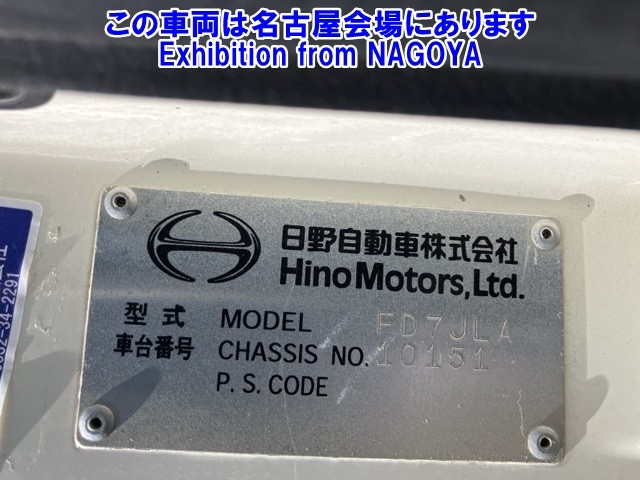 この車両は名古屋会場にあります
Exhibition from NAGOYA
日野自動車株式会社
Hino Motors, Ltd.
型式 MODEL FD7JLA
車台番号 CHASSIS NO. 10151
P. S. CODE